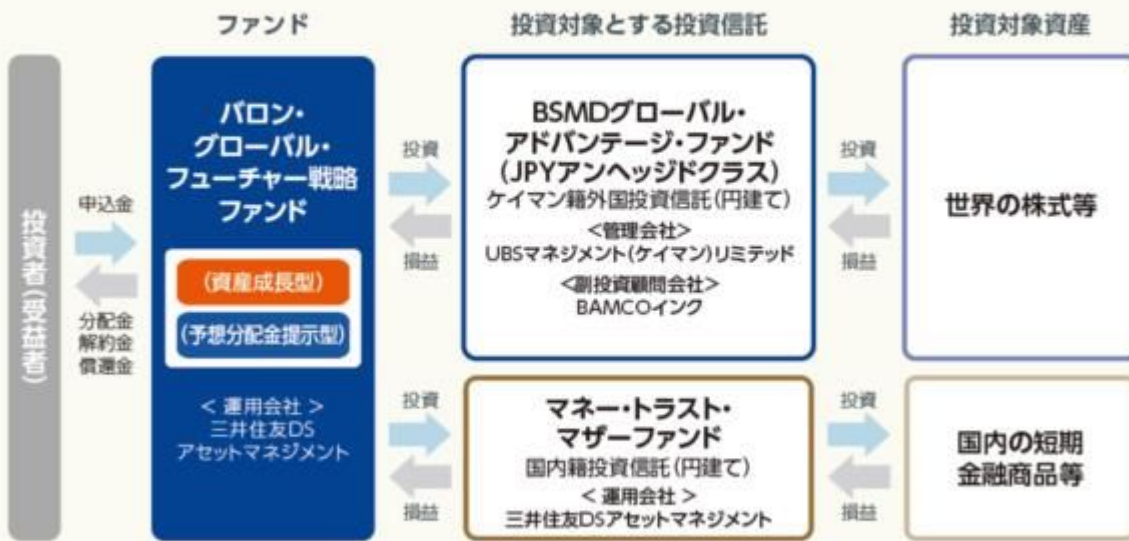 ファンド
投資対象とする投資信託
投資対象資産
投資者(受益者)
申込金
分配金
解約金
償還金
バロン・
グローバル・
フューチャー戦略
ファンド
(資産成長型)
(予想分配金提示型)
< 運用会社 >
三井住友DS
アセットマネジメント
投資
損益
BSMDグローバル・
アドバンテージ・ファンド
(JPYアンヘッジドクラス)
ケイマン籍外国投資信託(円建て)
<管理会社>
UBSマネジメント(ケイマン)リミテッド
<副投資顧問会社>
BAMCOインク
投資
損益
世界の株式等
投資
損益
マネー・トラスト・
マザーファンド
国内籍投資信託(円建て)
< 運用会社 >
三井住友DSアセットマネジメント
投資
損益
国内の短期
金融商品等